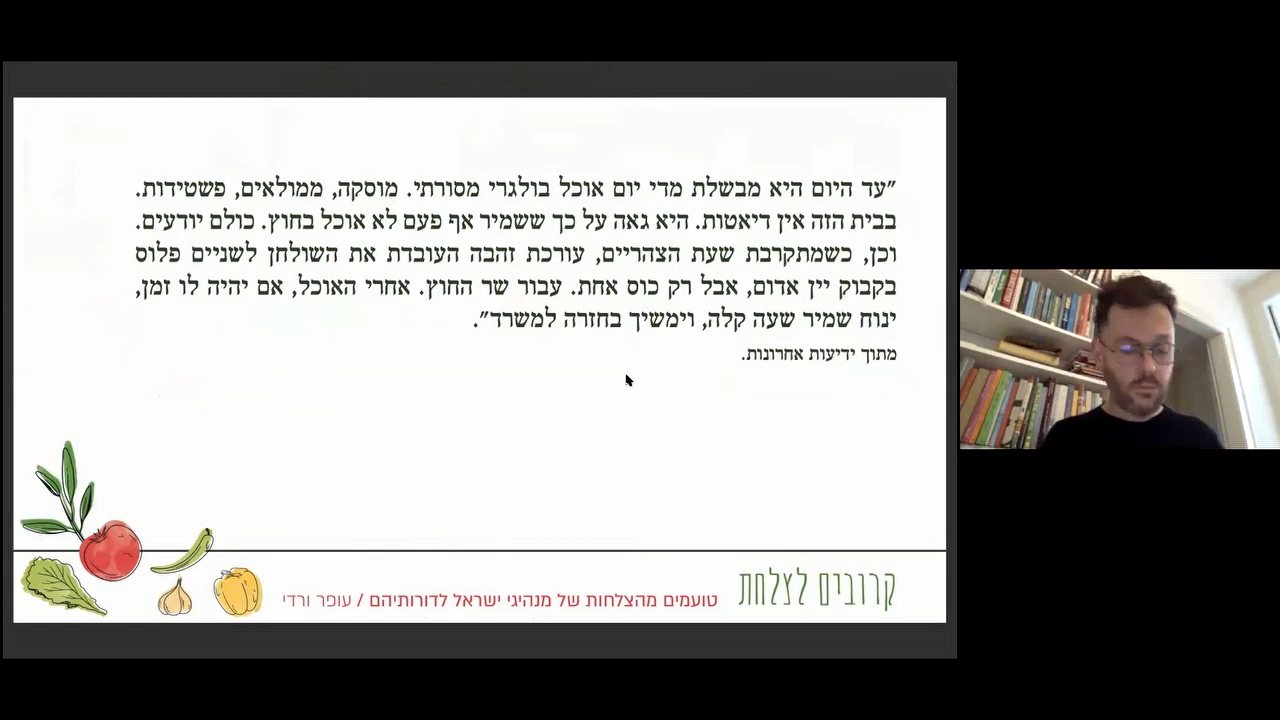 "עד היום היא מבשלת מדי יום אוכל בולגרי מסורתי. מוסקה, ממולאים, פשטידות.
בבית הזה אין דיאטות. היא גאה על כך ששמיר אף פעם לא אוכל בחוץ. כולם יודעים.
וכן, כשמתקרבת שעת הצהריים, עורכת זהבה העובדת את השולחן לשניים פלוס
בקבוק יין אדום, אבל רק כוס אחת. עבור שר החוץ. אחרי האוכל, אם יהיה לו זמן,
ינוח שמיר שעה קלה, וימשיך בחזרה למשרד".
מתוך ידיעות אחרונות.
קרובים לצלחת
טועמים מהצלחות של מנהיגי ישראל לדורותיהם / עופר ורדי